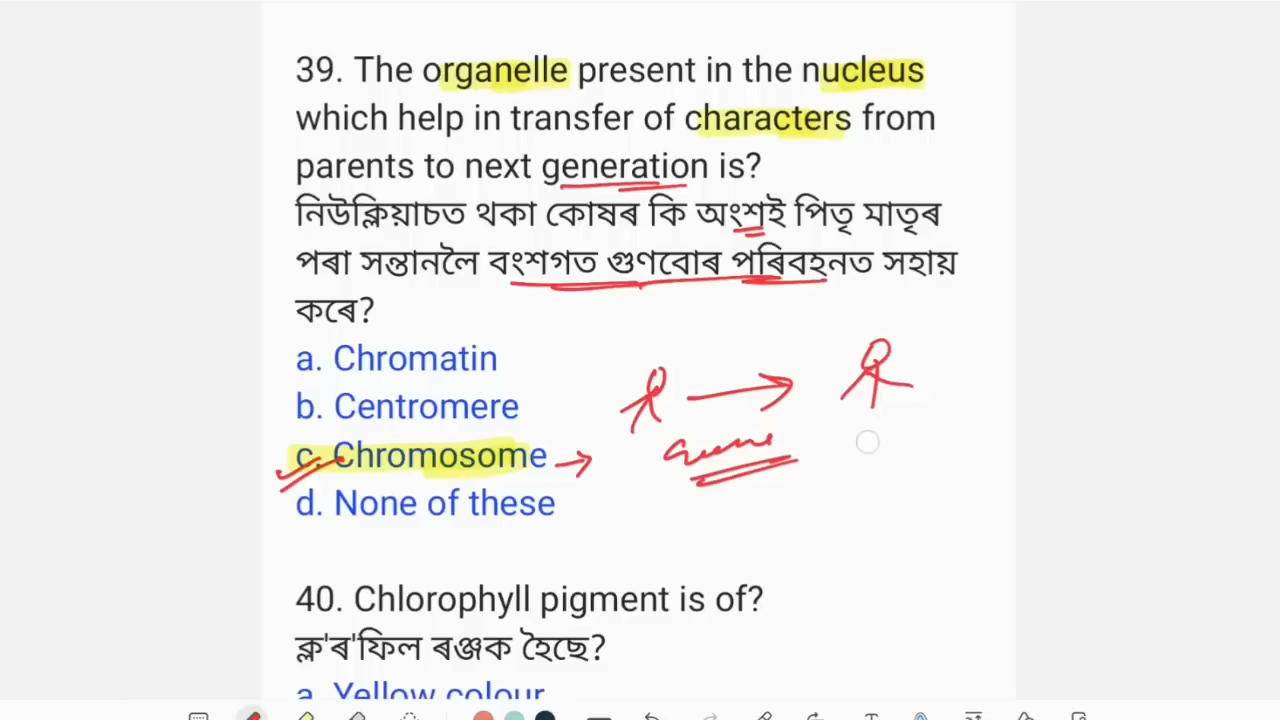 39. The organelle present in the nucleus
which help in transfer of characters from
parents to next generation is?
নিউক্লিয়াচত থকা কোষৰ কি অংশই পিতৃ মাতৃৰ
পৰা সন্তানলৈ বংশগত গুণবোৰ পৰিবহনত সহায়
কৰে?
a. Chromatin
b. Centromere
c. Chromosome
d. None of these
40. Chlorophyll pigment is of?
ক্ল'ৰ'ফিল ৰঞ্জক হৈছে?
a. Yellow colour